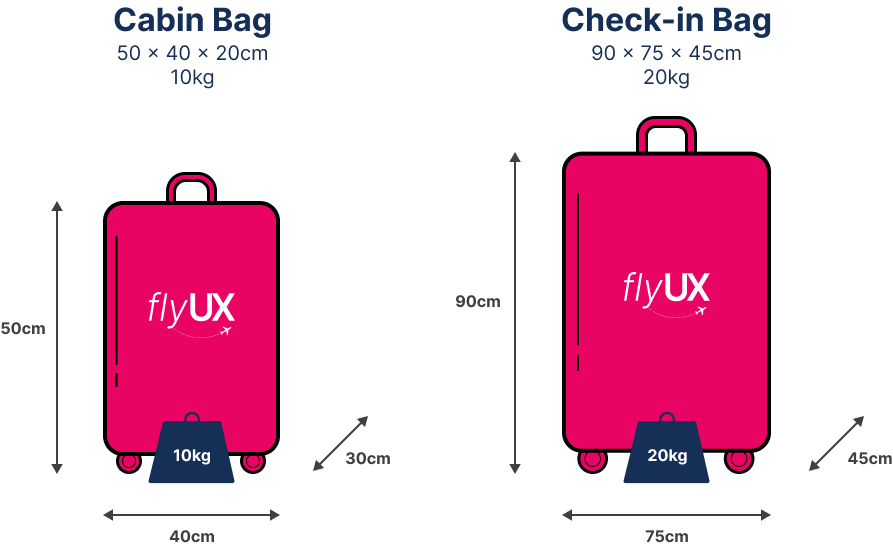 Cabin Bag
50 × 40 × 20cm
10kg
50cm
flyUX
10kg
30cm
40cm
Check-in Bag
90 × 75 × 45cm
20kg
90cm
flyUX
20kg
45cm
75cm